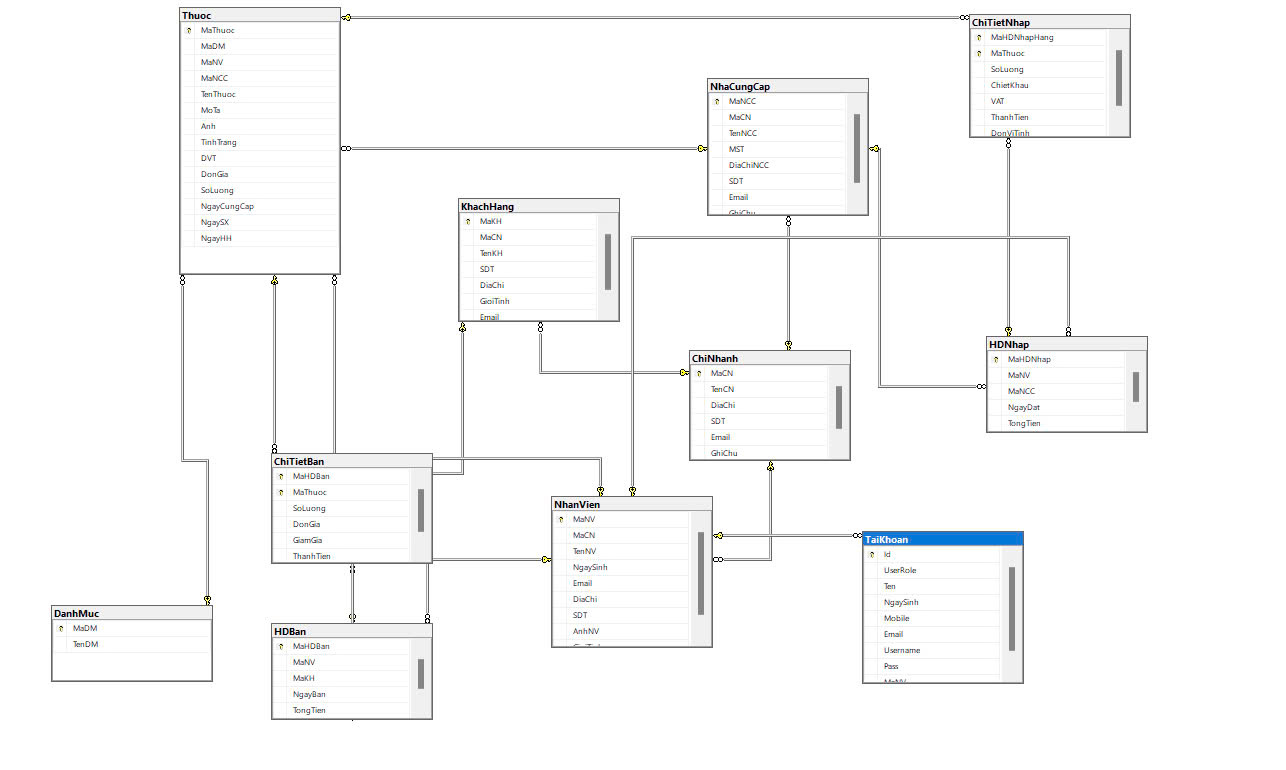 Thuoc
MaThuoc
MaDM
MaNV
MaNCC
TenThuoc
MoTa
Anh
TinhTrang
DVT
DonGia
SoLuong
NgayCungCap
NgaySX
NgayHH
ChiTietNhap
MaHDNhapHang
MaThuoc
SoLuong
ChietKhau
VAT
ThanhTien
DonViTinh
NhaCungCap
MaNCC
MaCN
TenNCC
MST
DiaChiNCC
SDT
Email
GhiChu
KhachHang
MaKH
MaCN
TenKH
SDT
DiaChi
GioiTinh
Email
ChiNhanh
MaCN
TenCN
DiaChi
SDT
Email
GhiChu
HDNhap
MaHDNhap
MaNV
MaNCC
NgayDat
TongTien
ChiTietBan
MaHDBan
MaThuoc
SoLuong
DonGia
GiamGia
ThanhTien
NhanVien
MaNV
MaCN
TenNV
NgaySinh
Email
DiaChi
SDT
AnhNV
TaiKhoan
Id
UserRole
Ten
NgaySinh
Mobile
Email
Username
Pass
MaNV
DanhMuc
MaDM
TenDM
HDBan
MaHDBan
MaNV
MaKH
NgayBan
TongTien